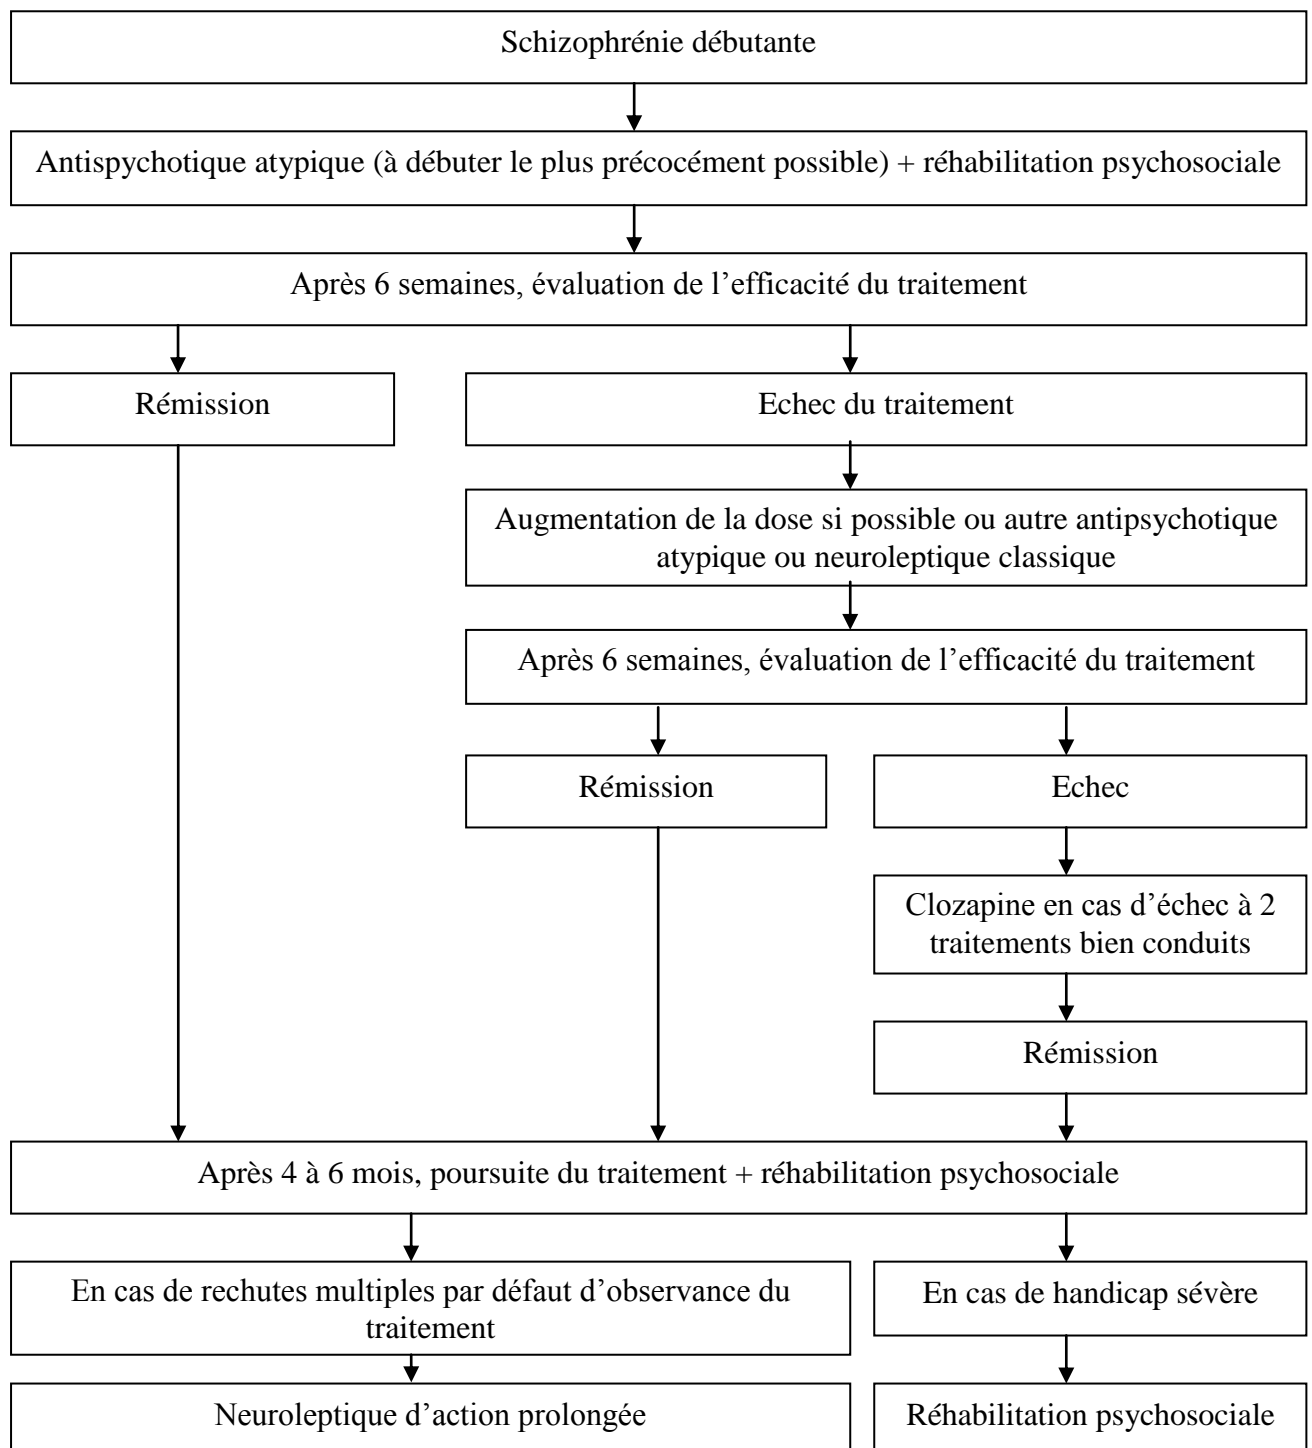 Schizophrénie débutante
Antispychotique atypique (à débuter le plus précocément possible) + réhabilitation psychosociale
Après 6 semaines, évaluation de l’efficacité du traitement
Rémission
Echec du traitement
Augmentation de la dose si possible ou autre antipsychotique
atypique ou neuroleptique classique
Après 6 semaines, évaluation de l’efficacité du traitement
Rémission
Echec
Clozapine en cas d’échec à 2
traitements bien conduits
Rémission
Après 4 à 6 mois, poursuite du traitement + réhabilitation psychosociale
En cas de rechutes multiples par défaut d’observance du
traitement
En cas de handicap sévère
Neuroleptique d’action prolongée
Réhabilitation psychosociale